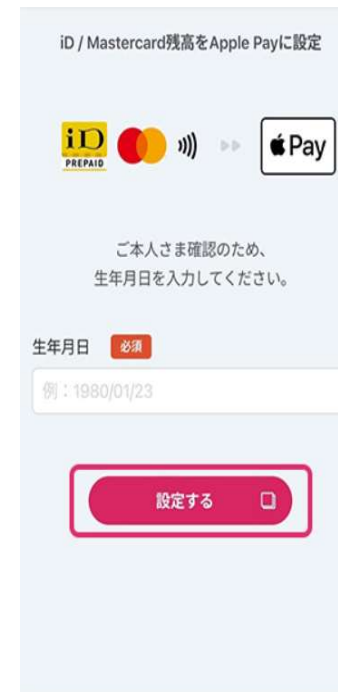 iD / Mastercard残高をApple Payに設定
iD
PREPAID
Pay
ご本人さま確認のため、
生年月日を入力してください。
生年月日 必須
例：1980/01/23
設定する